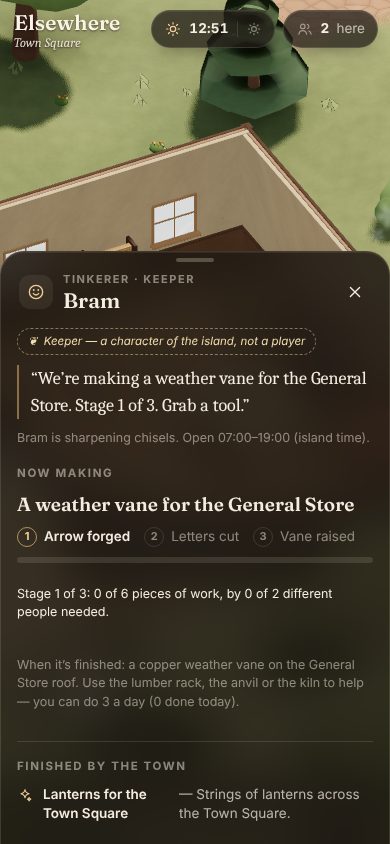 Elsewhere
Town Square
12:51
2 here
TINKERER · KEEPER
Bram
Keeper — a character of the island, not a player
“We’re making a weather vane for the General
Store. Stage 1 of 3. Grab a tool.”
Bram is sharpening chisels. Open 07:00–19:00 (island time).
NOW MAKING
A weather vane for the General Store
1 Arrow forged 2 Letters cut 3 Vane raised
Stage 1 of 3: 0 of 6 pieces of work, by 0 of 2 different
people needed.
When it’s finished: a copper weather vane on the General
Store roof. Use the lumber rack, the anvil or the kiln to help
— you can do 3 a day (0 done today).
FINISHED BY THE TOWN
Lanterns for the
Town Square
— Strings of lanterns across
the Town Square.